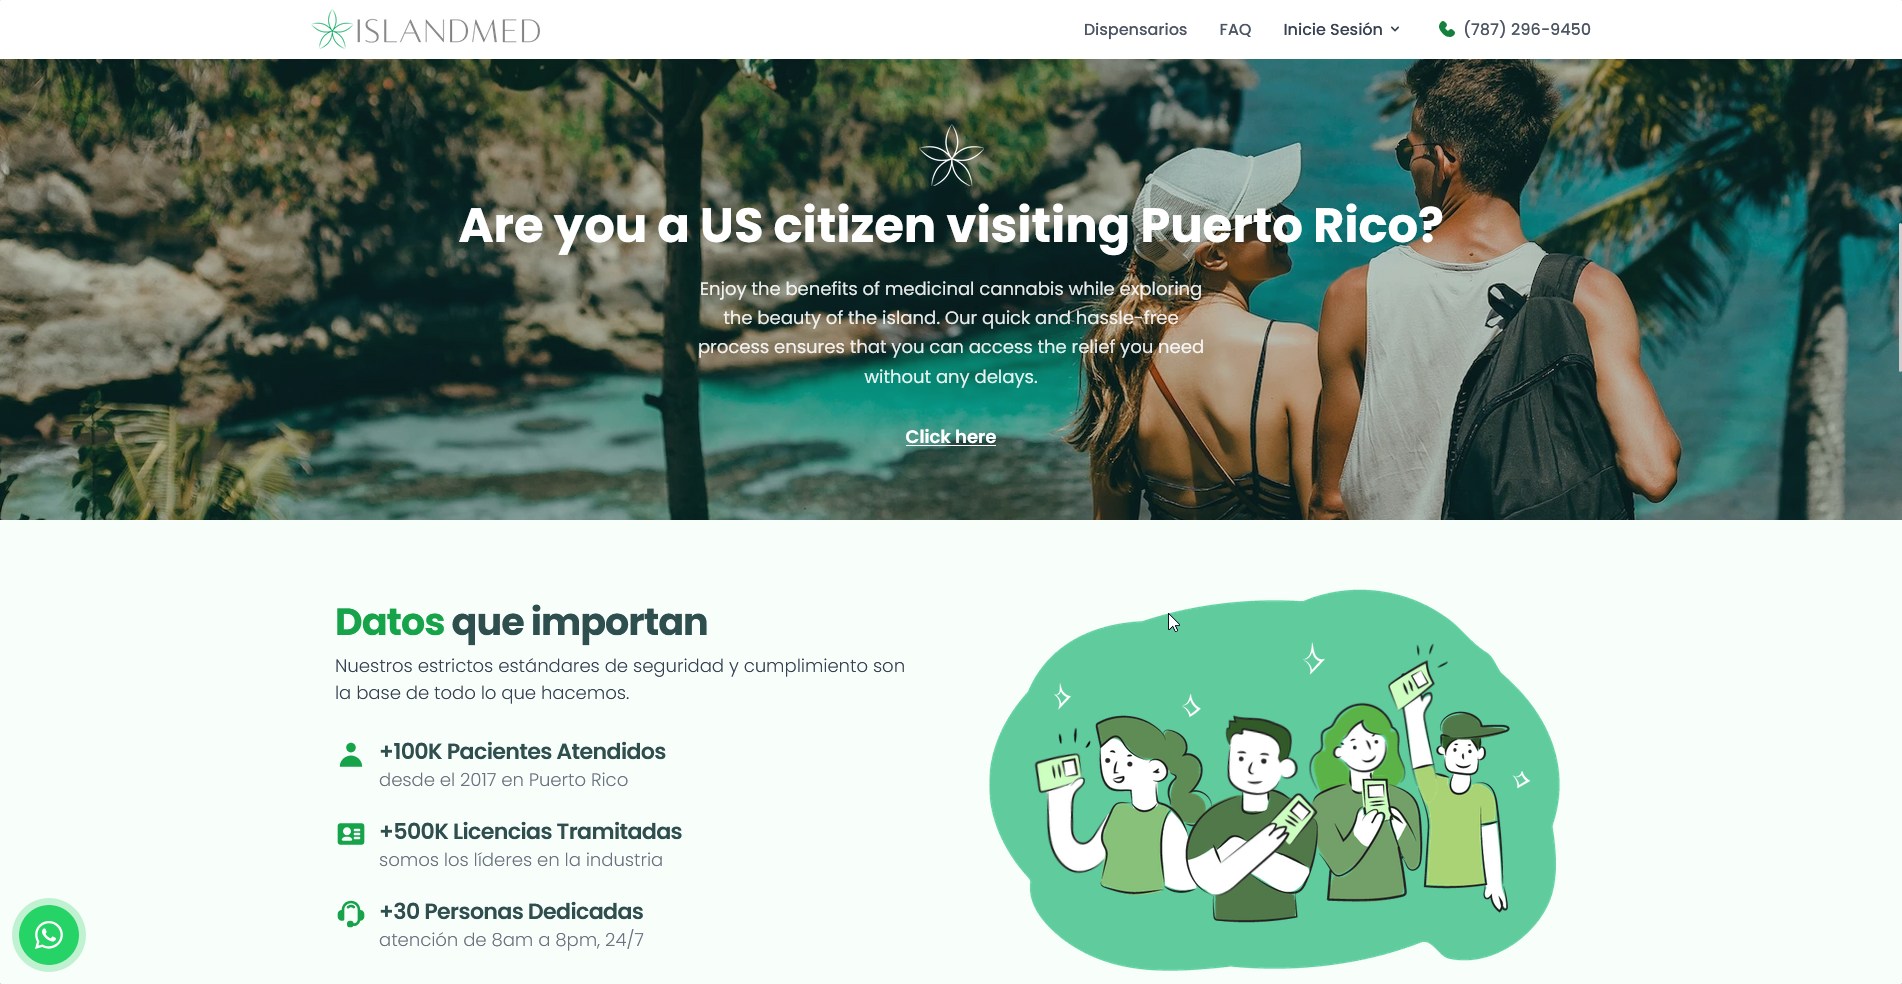 ISLANDMED
Dispensarios
FAQ
Inicie Sesión
(787) 296-9450
Are you a US citizen visiting Puerto Rico?
Enjoy the benefits of medicinal cannabis while exploring
the beauty of the island. Our quick and hassle-free
process ensures that you can access the relief you need
without any delays.
Click here
Datos que importan
Nuestros estrictos estándares de seguridad y cumplimiento son
la base de todo lo que hacemos.
+100K Pacientes Atendidos
desde el 2017 en Puerto Rico
+500K Licencias Tramitadas
somos los líderes en la industria
+30 Personas Dedicadas
atención de 8am a 8pm, 24/7